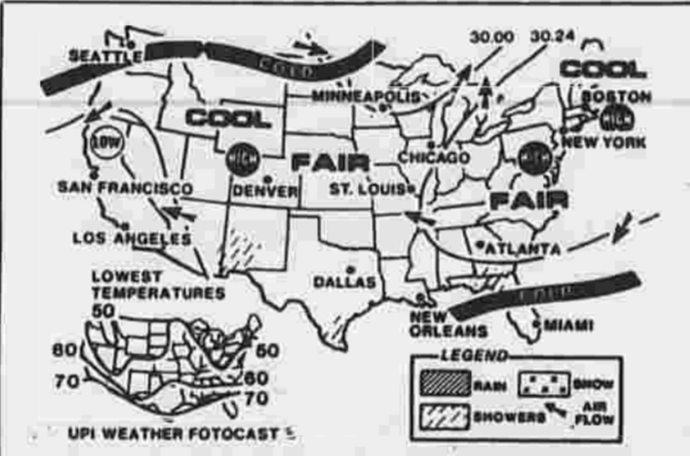 SEATTLE
COLD
30.00 30.24
COOL
MINNEAPOLIS
BOSTON
COOL
HIGH
LOW
HIGH
HIGH
NEW YORK
CHICAGO
FAIR
SAN FRANCISCO
DENVER
ST. LOUIS
FAIR
LOS ANGELES
ATLANTA
DALLAS
COLD
NEW
ORLEANS
MIAMI
LOWEST
TEMPERATURES
50
60
70
50
60
70
LEGEND
RAIN
SNOW
SHOWERS
AIR
FLOW
UPI WEATHER FOTOCAST